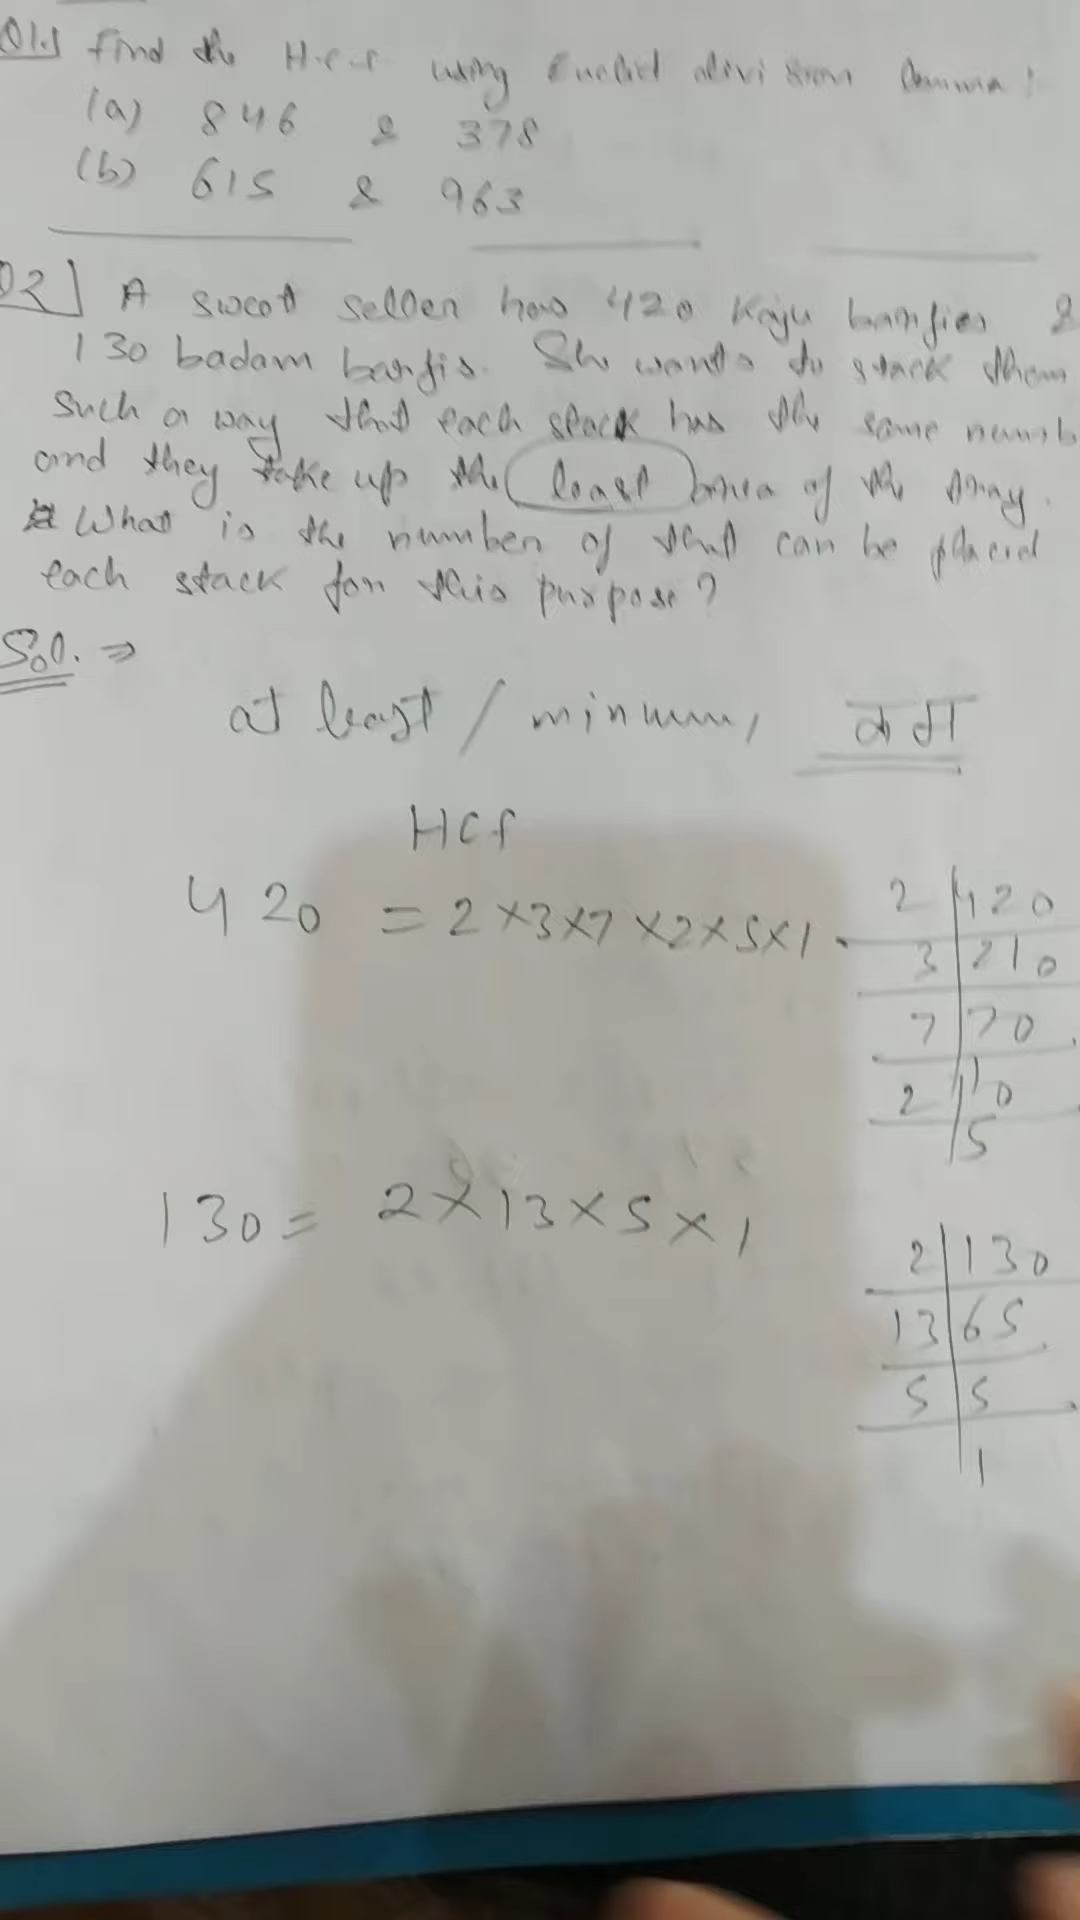 Q1. Find the H.C.F using Euclid division lemma:
(a) 846 & 378
(b) 615 & 963
Q2] A sweet seller has 420 Kaju barfies &
130 badam barfis. She wants to stack them
such a way that each stack has the same numb
and they take up the least area of the tray.
What is the number of that can be placed
each stack for this purpose?
Sol. ⇒
at least / minimum, कम
HCF
420 = 2×3×7×2×5×1
2 | 420
3 | 210
7 | 70
2 | 10
5
130 = 2×13×5×1
2 | 130
13 | 65
5 | 5
1